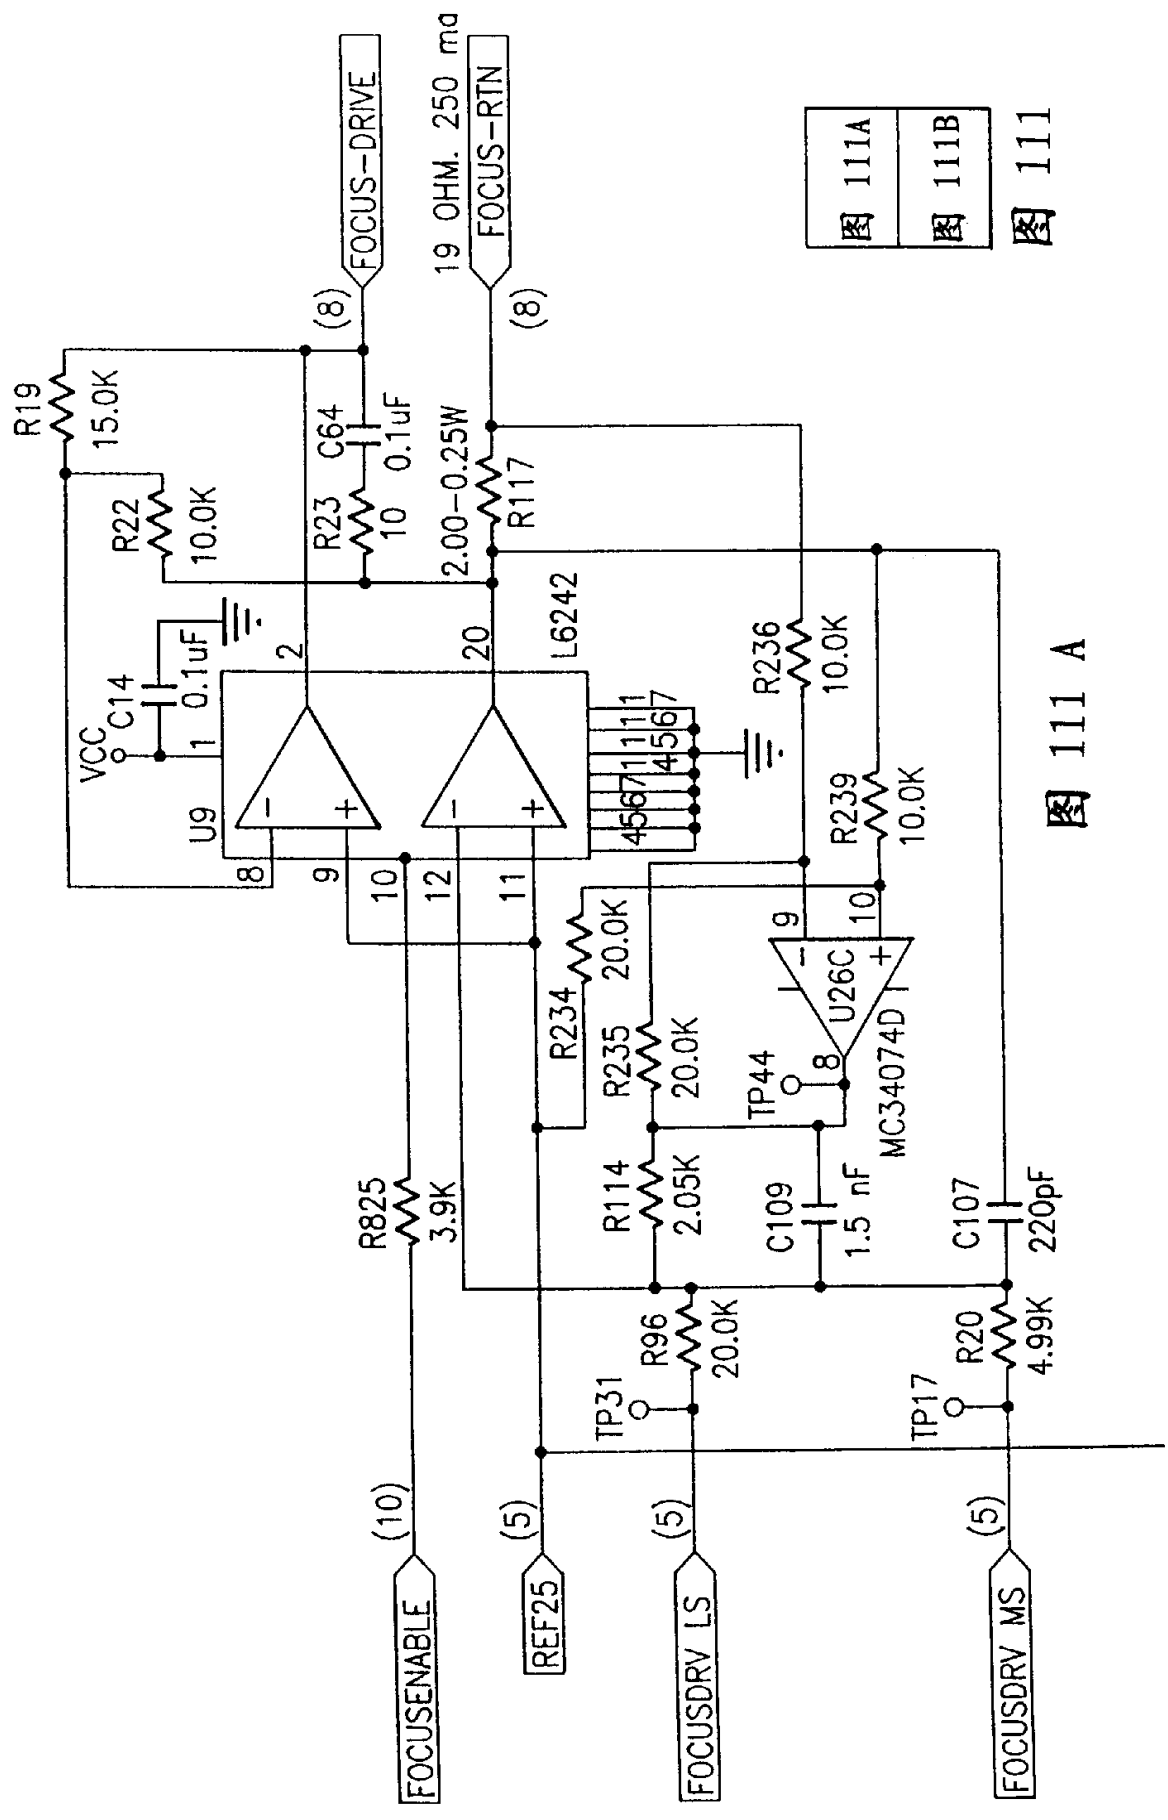 R19
15.0K
R22
10.0K
C64
0.1uF
R23
10
(8)
FOCUS-DRIVE
19 OHM. 250 ma
FOCUS-RTN
(8)
2.00-0.25W
R117
VCC
C14
0.1uF
1
U9
2
20
L6242
8
9
10
12
11
4567
1111
4567
R236
10.0K
R239
10.0K
R234
20.0K
R235
20.0K
9
10
U26C
8
MC34074D
TP44
R825
3.9K
R114
2.05K
C109
1.5 nF
C107
220pF
R96
20.0K
R20
4.99K
TP31
TP17
(10)
FOCUSENABLE
(5)
REF25
(5)
FOCUSDRV LS
(5)
FOCUSDRV MS
图 111A
图 111B
图 111
图 111 A